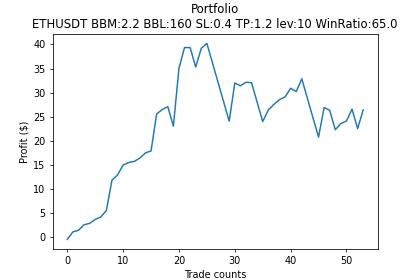 Portfolio
ETHUSDT BBM:2.2 BBL:160 SL:0.4 TP:1.2 lev:10 WinRatio:65.0
40
35
30
25
20
15
10
5
0
Profit ($)
0 10 20 30 40 50
Trade counts